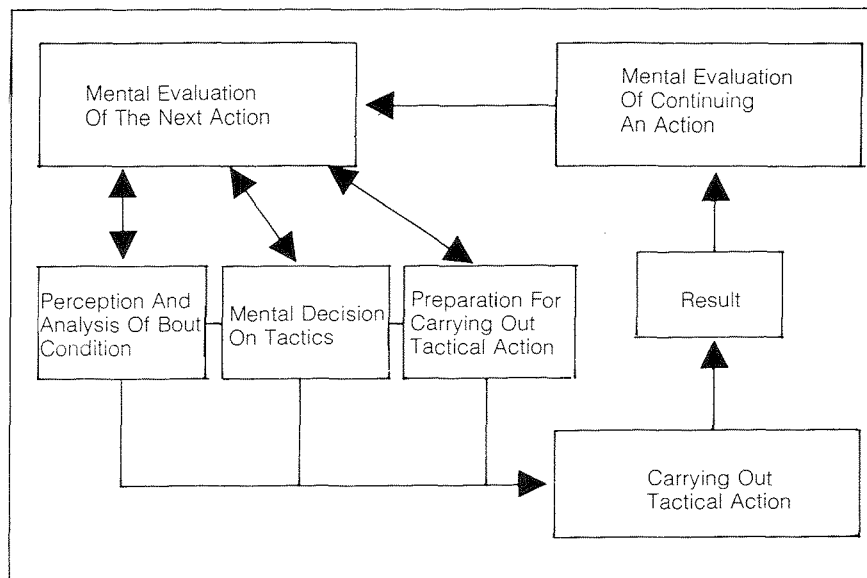 Mental Evaluation
Of The Next Action
Mental Evaluation
Of Continuing
An Action
Perception And
Analysis Of Bout
Condition
Mental Decision
On Tactics
Preparation For
Carrying Out
Tactical Action
Result
Carrying Out
Tactical Action